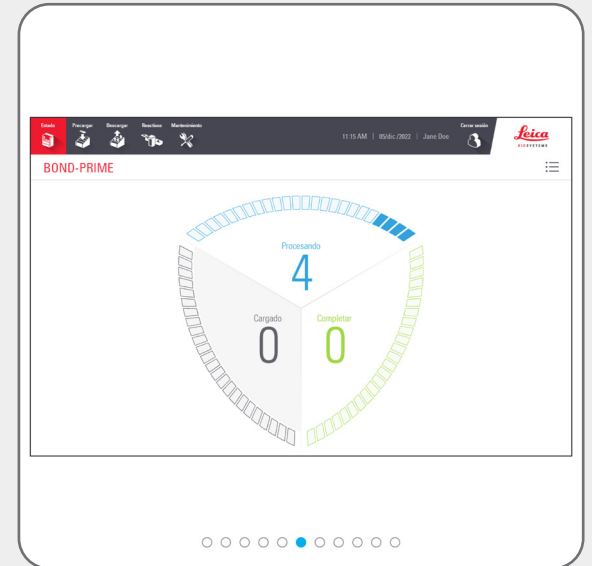 Estado Precargar Descargar Reactivos Mantenimiento
11:15 AM | 05/dic /2022 | Jane Doe
Cerrar sesión
Leica
BIOSYSTEMS
BOND-PRIME
Procesando
4
Cargado
0
Completar
0